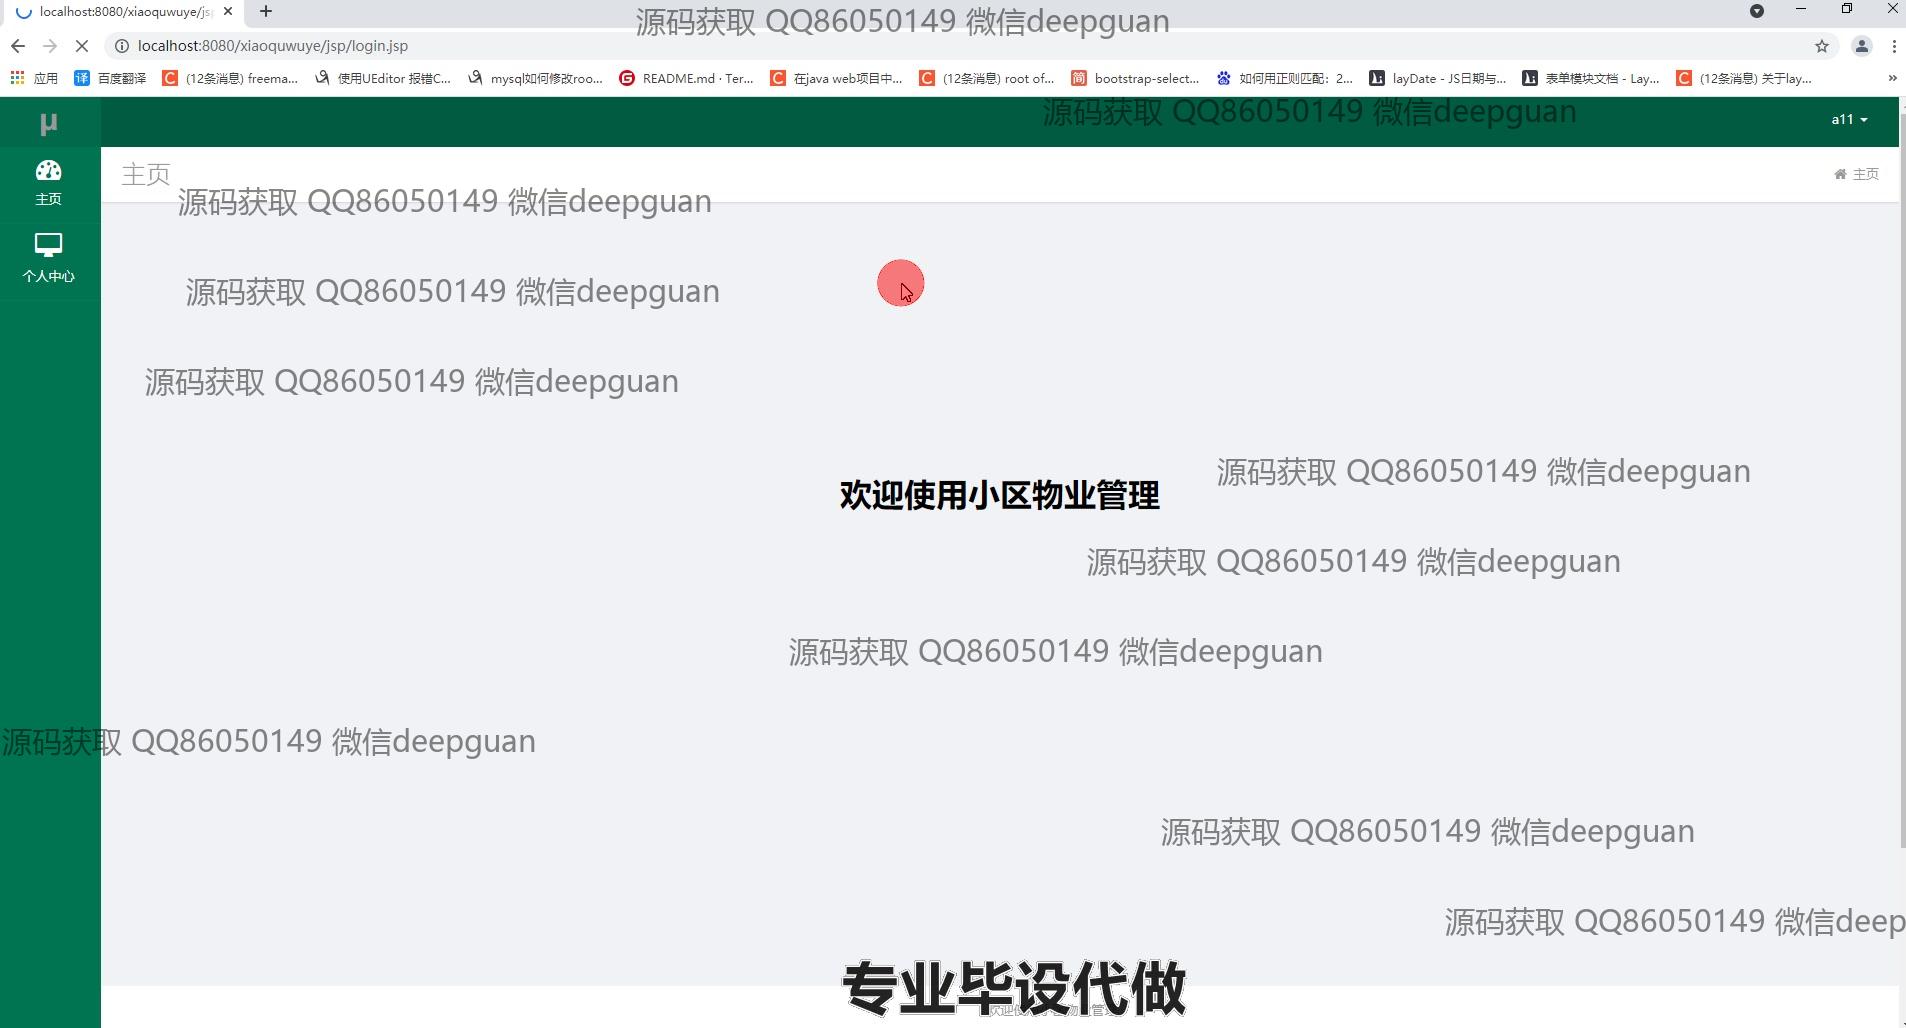 localhost:8080/xiaoquwuye/jsp
源码获取 QQ86050149 微信deepguan
localhost:8080/xiaoquwuye/jsp/login.jsp
应用 百度翻译 (12条消息) freema... 使用UEditor 报错C... mysql如何修改roo... README.md · Ter... 在java web项目中... (12条消息) root of... bootstrap-select... 如何用正则匹配：2... layDate - JS日期与... 表单模块文档 - Lay... (12条消息) 关于lay...
源码获取 QQ86050149 微信deepguan
µ
a11
主页
主页
主页
源码获取 QQ86050149 微信deepguan
个人中心
源码获取 QQ86050149 微信deepguan
源码获取 QQ86050149 微信deepguan
源码获取 QQ86050149 微信deepguan
欢迎使用小区物业管理
源码获取 QQ86050149 微信deepguan
源码获取 QQ86050149 微信deepguan
源码获取 QQ86050149 微信deepguan
源码获取 QQ86050149 微信deepguan
源码获取 QQ86050149 微信deep
专业毕设代做